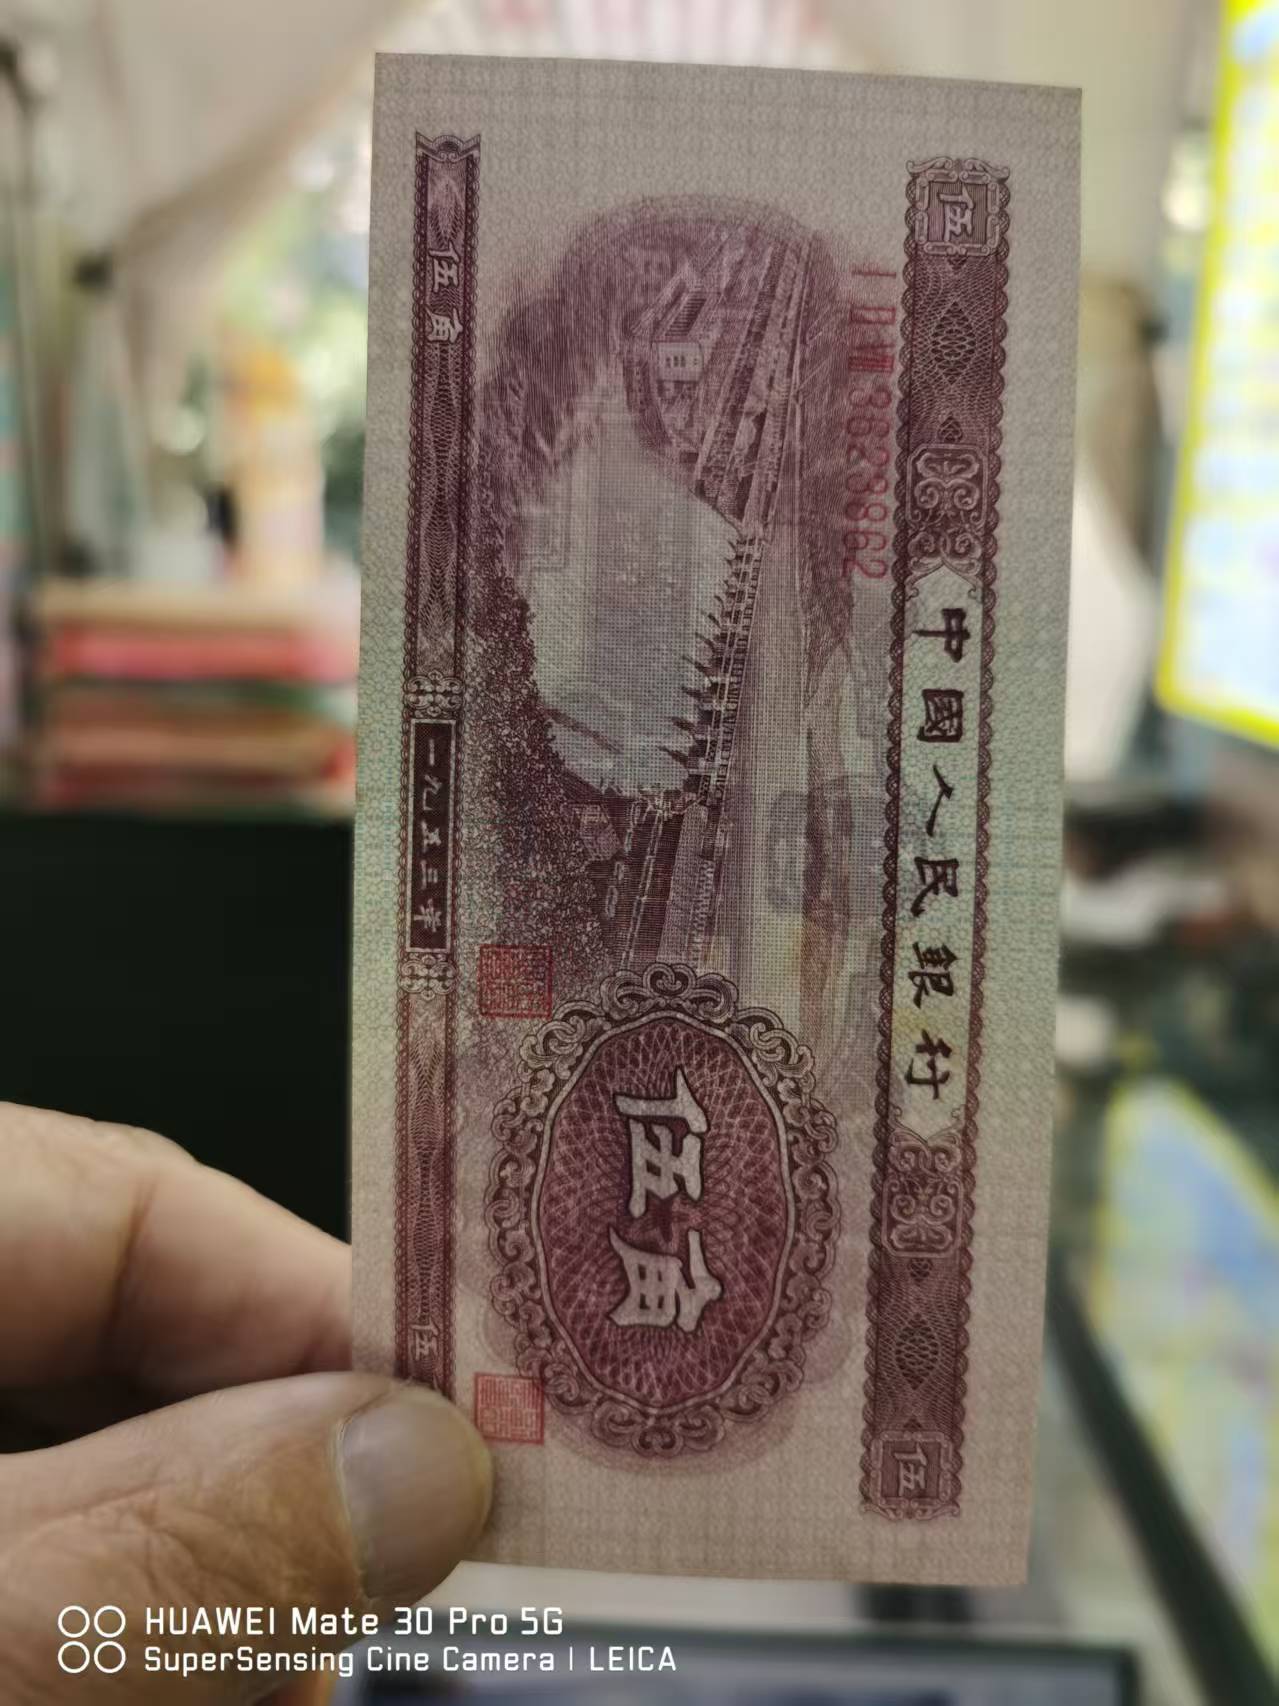 伍 中國人民銀行 伍
伍角
伍 一九五三年 伍角
HUAWEI Mate 30 Pro 5G
SuperSensing Cine Camera | LEICA